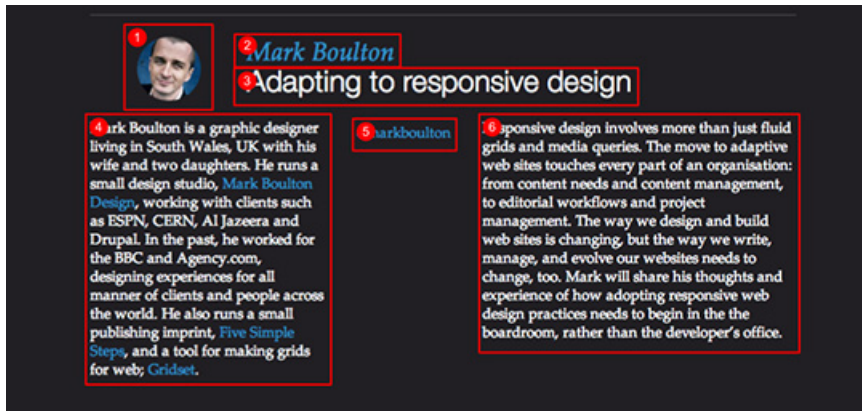 1
2 Mark Boulton
3 Adapting to responsive design
4 Mark Boulton is a graphic designer
living in South Wales, UK with his
wife and two daughters. He runs a
small design studio, Mark Boulton
Design, working with clients such
as ESPN, CERN, Al Jazeera and
Drupal. In the past, he worked for
the BBC and Agency.com,
designing experiences for all
manner of clients and people across
the world. He also runs a small
publishing imprint, Five Simple
Steps, and a tool for making grids
for web; Gridset.
5 markboulton
6 Responsive design involves more than just fluid
grids and media queries. The move to adaptive
web sites touches every part of an organisation:
from content needs and content management,
to editorial workflows and project
management. The way we design and build
web sites is changing, but the way we write,
manage, and evolve our websites needs to
change, too. Mark will share his thoughts and
experience of how adopting responsive web
design practices needs to begin in the the
boardroom, rather than the developer's office.